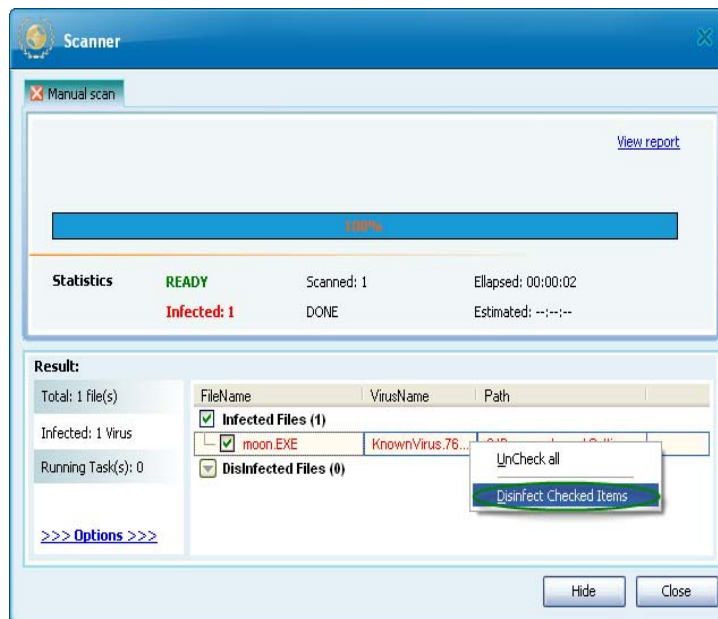 Scanner
Manual scan
View report
100%
Statistics READY Scanned: 1 Ellapsed: 00:00:02
Infected: 1 DONE Estimated: --:--:--
Result:
Total: 1 file(s)
Infected: 1 Virus
Running Task(s): 0
>>> Options >>>
FileName VirusName Path
Infected Files (1)
moon.EXE KnownVirus.76...
DisInfected Files (0)
UnCheck all
Disinfect Checked Items
Hide Close